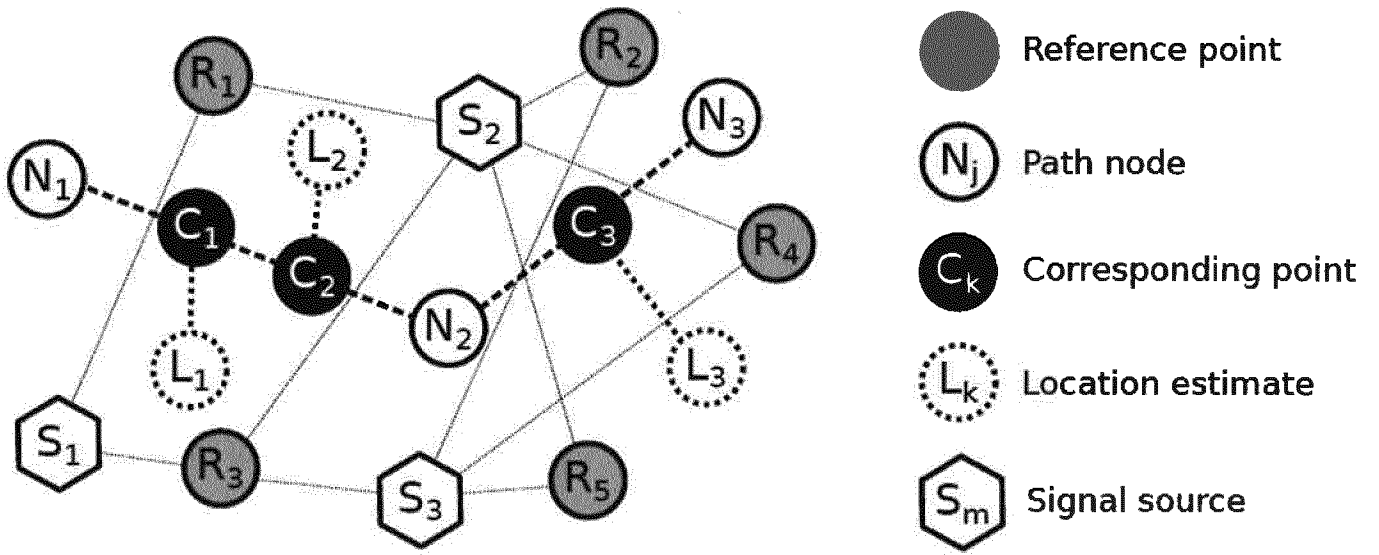 R₁
R₂
S₂
N₃
L₂
N₁
C₁
C₃
R₄
C₂
N₂
L₁
L₃
S₁
R₃
S₃
R₅
Reference point
Nⱼ Path node
Cₖ Corresponding point
Lₖ Location estimate
Sₘ Signal source